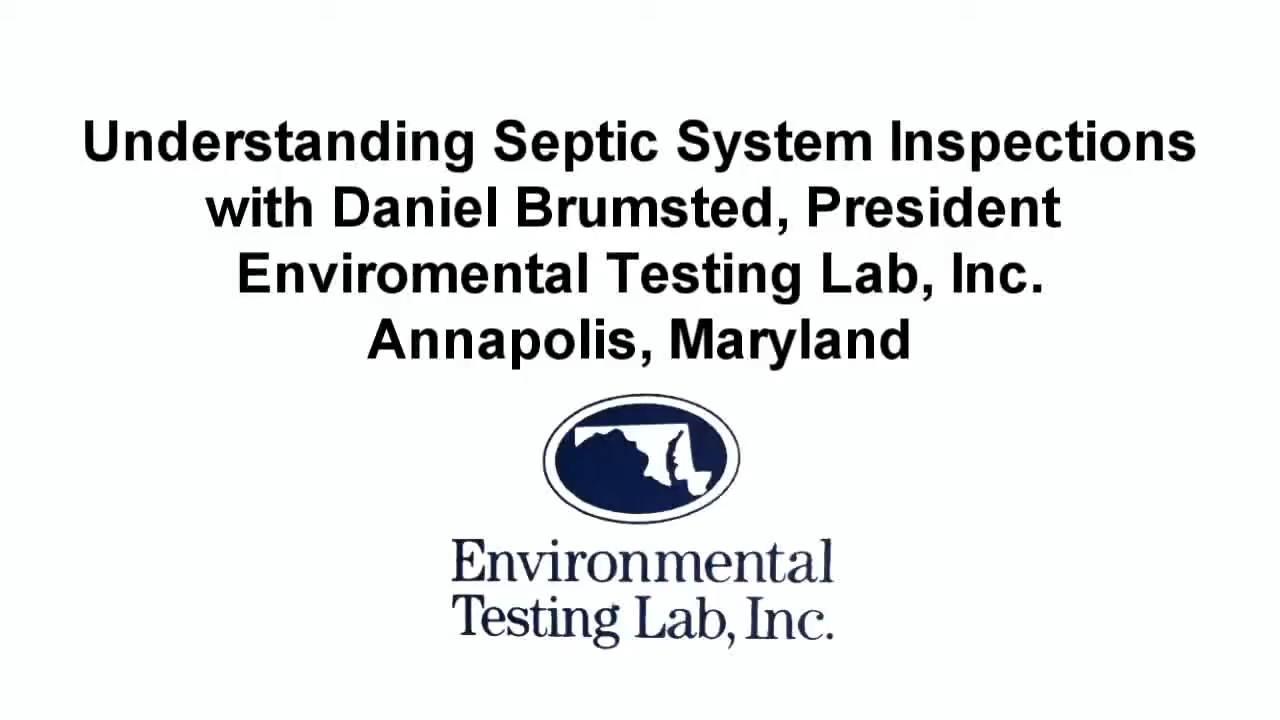 Understanding Septic System Inspections
with Daniel Brumsted, President
Enviromental Testing Lab, Inc.
Annapolis, Maryland
Environmental
Testing Lab, Inc.